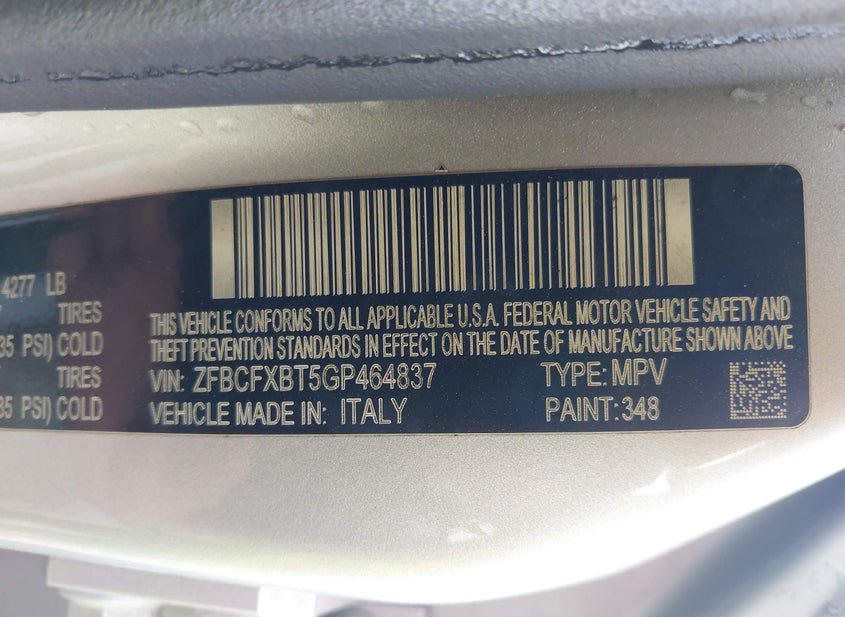 4277 LB
TIRES
35 PSI) COLD
TIRES
35 PSI) COLD
THIS VEHICLE CONFORMS TO ALL APPLICABLE U.S.A. FEDERAL MOTOR VEHICLE SAFETY AND
THEFT PREVENTION STANDARDS IN EFFECT ON THE DATE OF MANUFACTURE SHOWN ABOVE
VIN: ZFBCFXBT5GP464837 TYPE: MPV
VEHICLE MADE IN: ITALY PAINT: 348